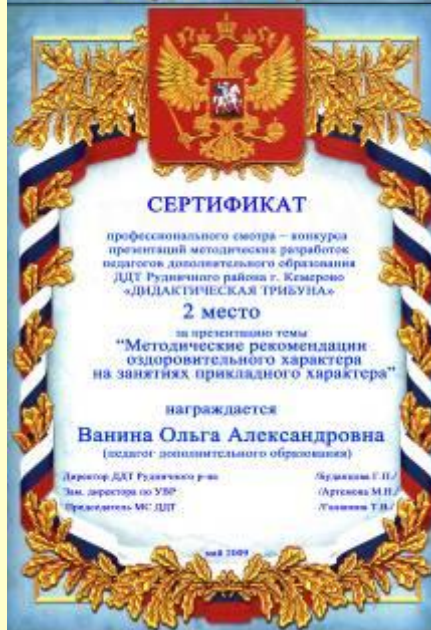 СЕРТИФИКАТ
профессионального смотра – конкурса
презентаций методических разработок
педагогов дополнительного образования
ДДТ Рудничного района г. Кемерово
«ДИДАКТИЧЕСКАЯ ТРИБУНА»
2 место
за презентацию темы
“Методические рекомендации
оздоровительного характера
на занятиях прикладного характера”
награждается
Ванина Ольга Александровна
(педагог дополнительного образования)
Директор ДДТ Рудничного р-на
Зам. директора по УВР /Артемова М.Н./
Председатель МС ДДТ
май 2009